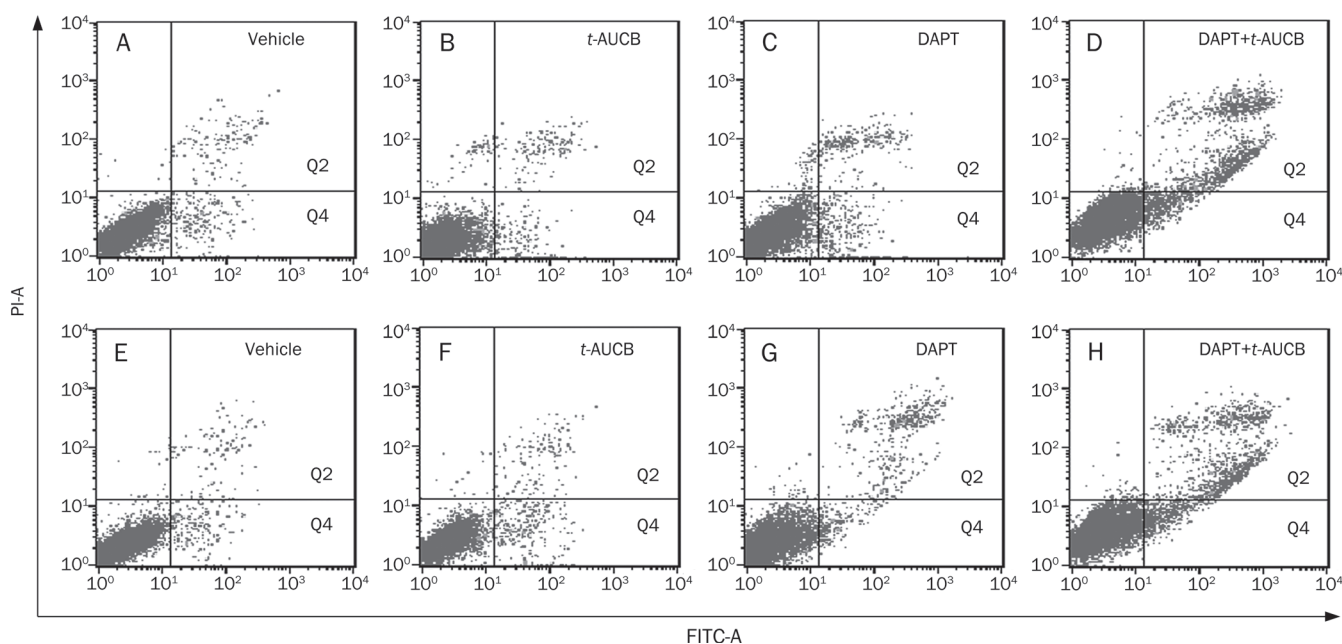 A Vehicle
10⁴
10³
10²
10¹
10⁰
Q2
Q4
10⁰ 10¹ 10² 10³ 10⁴
B t-AUCB
10⁴
10³
10²
10¹
10⁰
Q2
Q4
10⁰ 10¹ 10² 10³ 10⁴
C DAPT
10⁴
10³
10²
10¹
10⁰
Q2
Q4
10⁰ 10¹ 10² 10³ 10⁴
D DAPT+t-AUCB
10⁴
10³
10²
10¹
10⁰
Q2
Q4
10⁰ 10¹ 10² 10³ 10⁴
PI-A
E Vehicle
10⁴
10³
10²
10¹
10⁰
Q2
Q4
10⁰ 10¹ 10² 10³ 10⁴
F t-AUCB
10⁴
10³
10²
10¹
10⁰
Q2
Q4
10⁰ 10¹ 10² 10³ 10⁴
G DAPT
10⁴
10³
10²
10¹
10⁰
Q2
Q4
10⁰ 10¹ 10² 10³ 10⁴
H DAPT+t-AUCB
10⁴
10³
10²
10¹
10⁰
Q2
Q4
10⁰ 10¹ 10² 10³ 10⁴
FITC-A